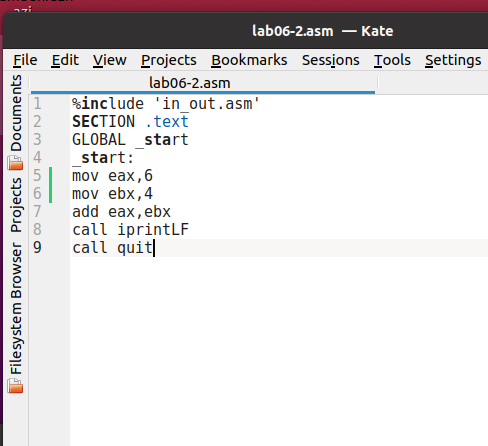 lab06-2.asm — Kate
File Edit View Projects Bookmarks Sessions Tools Settings
lab06-2.asm
Documents
Projects
Filesystem Browser
1 %include 'in_out.asm'
2 SECTION .text
3 GLOBAL _start
4 _start:
5 mov eax,6
6 mov ebx,4
7 add eax,ebx
8 call iprintLF
9 call quit